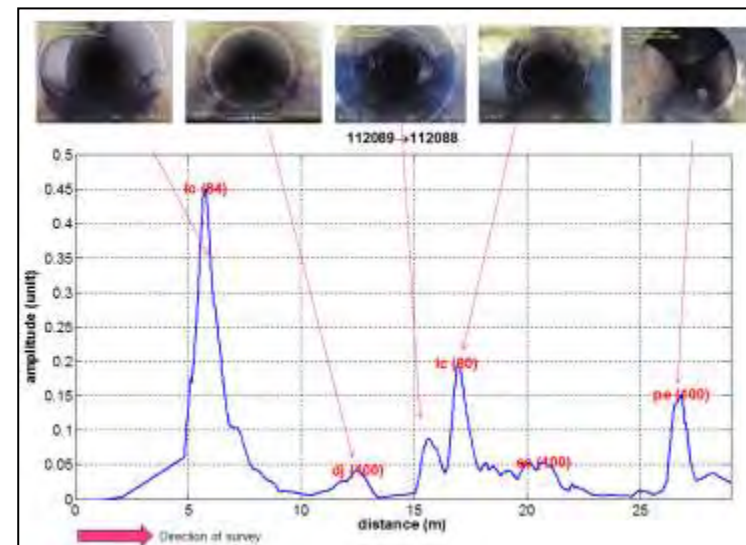 112089→112088
amplitude (unit)
0.5
0.45
0.4
0.35
0.3
0.25
0.2
0.15
0.1
0.05
0
lc (84)
dj (100)
lc (80)
(100)
pe (100)
0
5
10
15
20
25
distance (m)
Direction of survey